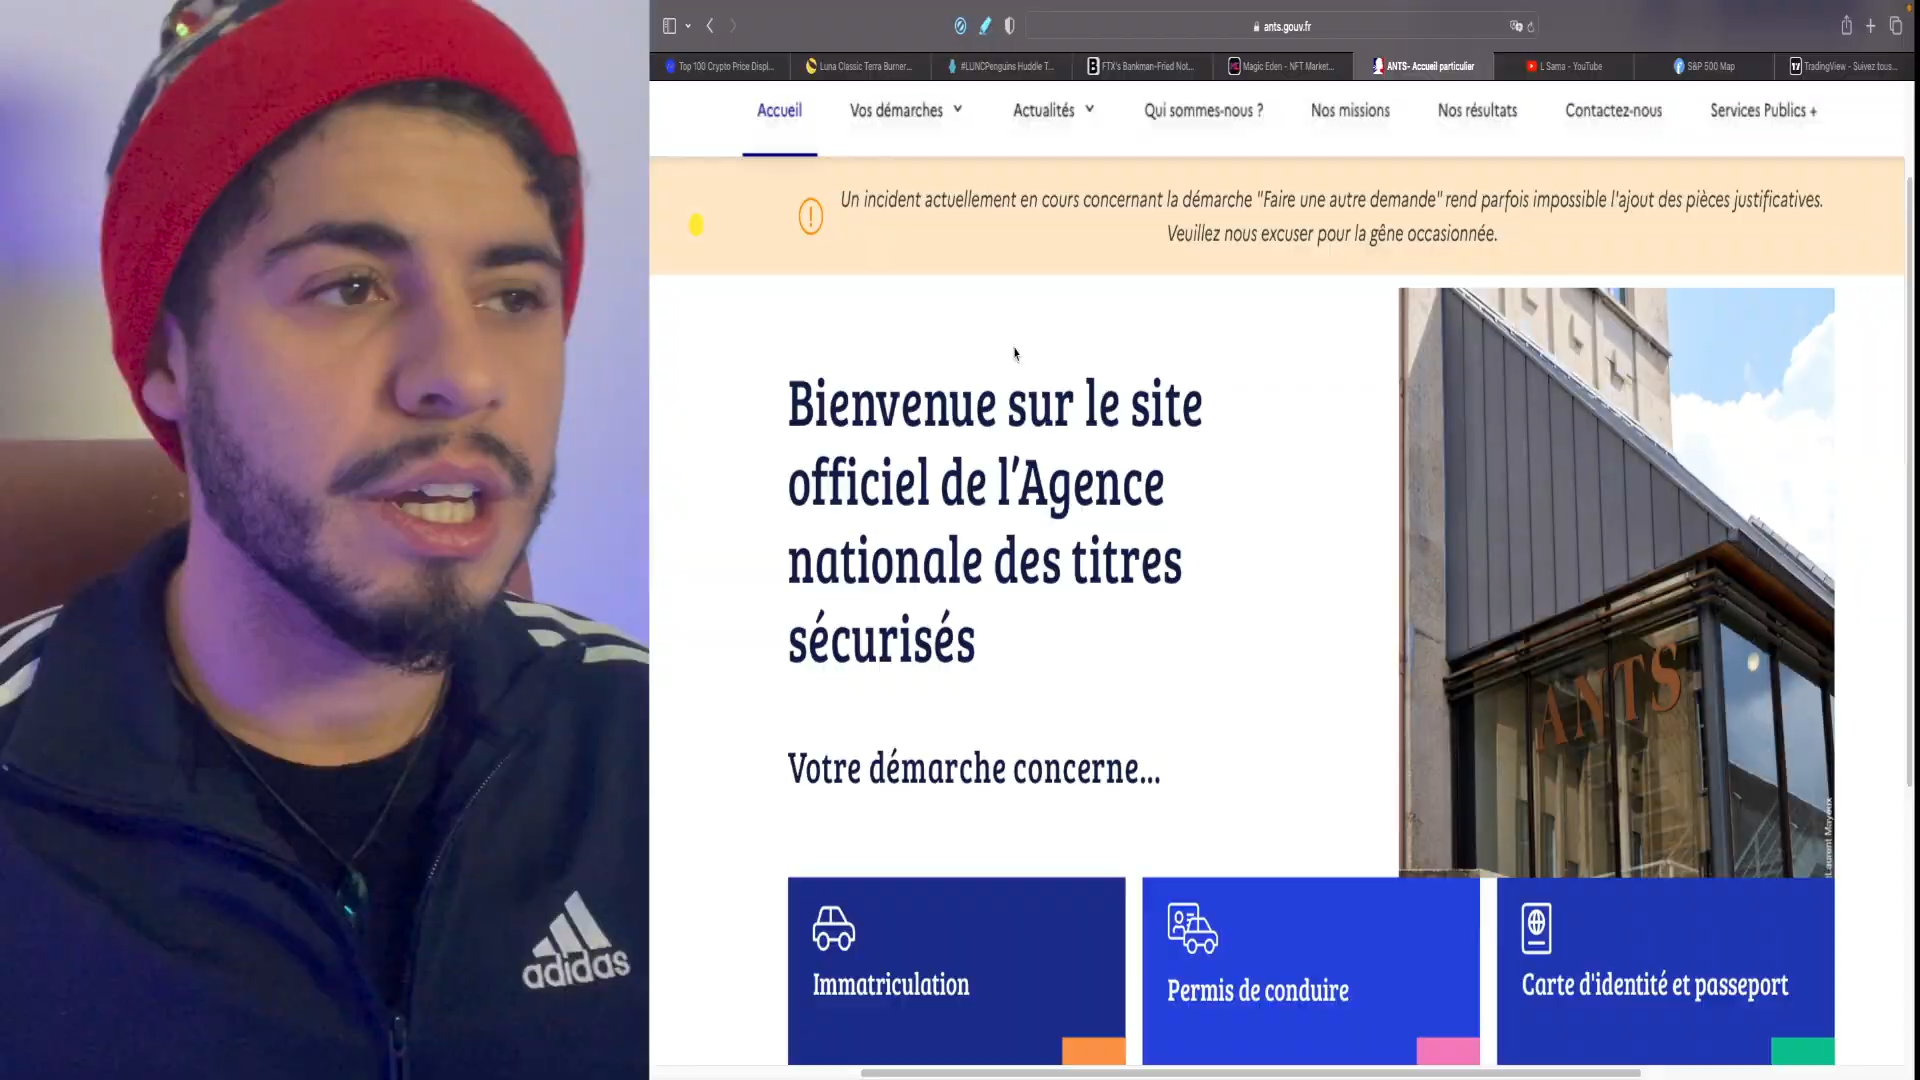 ants.gouv.fr
Top 100 Crypto Price Displ...
Luna Classic Terra Burner...
#LUNCPenguins Huddle T...
FTX's Bankman-Fried Not...
Magic Eden - NFT Market...
ANTS- Accueil particulier
L Sama - YouTube
S&P 500 Map
TradingView - Suivez tous...
Accueil
Vos démarches
Actualités
Qui sommes-nous ?
Nos missions
Nos résultats
Contactez-nous
Services Publics +
Un incident actuellement en cours concernant la démarche "Faire une autre demande" rend parfois impossible l'ajout des pièces justificatives.
Veuillez nous excuser pour la gêne occasionnée.
Bienvenue sur le site
officiel de l'Agence
nationale des titres
sécurisés
ANTS
Laurent Mayeux
Votre démarche concerne...
Immatriculation
Permis de conduire
Carte d'identité et passeport
adidas